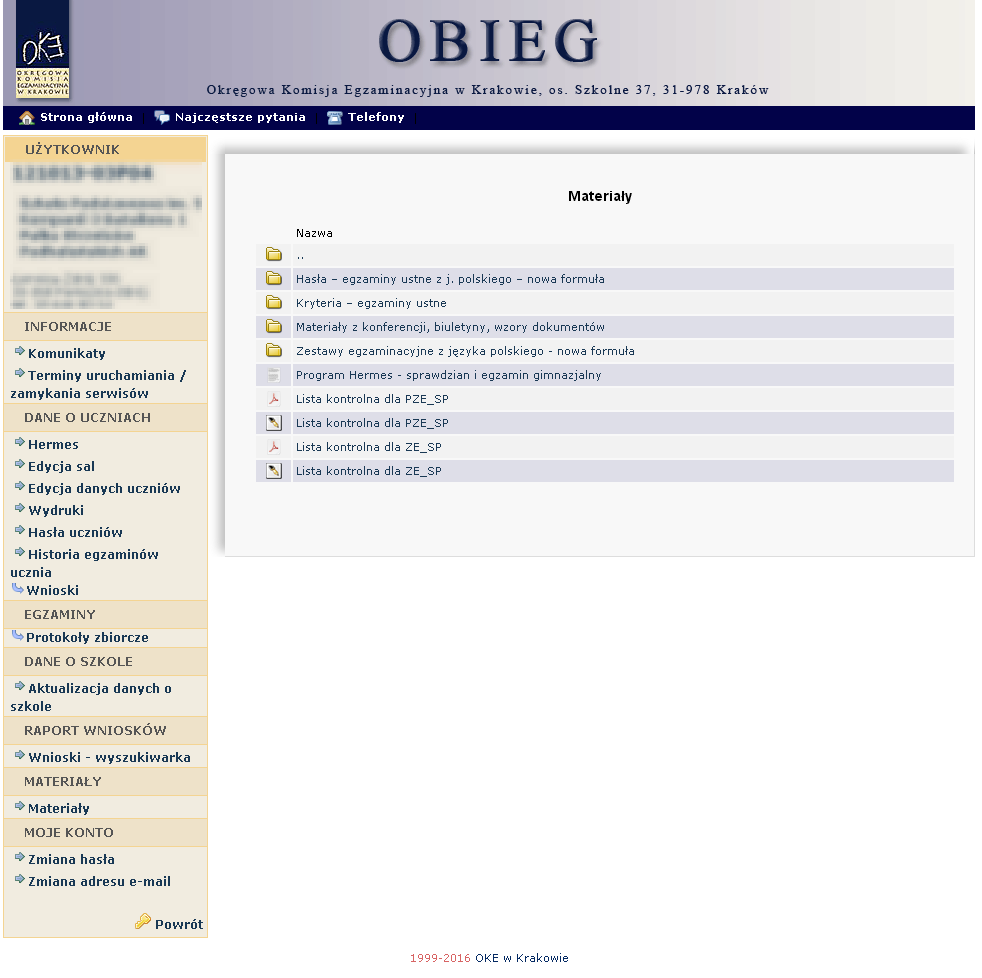 OKE
OKRĘGOWA
KOMISJA
EGZAMINACYJNA
W KRAKOWIE
OBIEG
Okręgowa Komisja Egzaminacyjna w Krakowie, os. Szkolne 37, 31-978 Kraków
Strona główna Najczęstsze pytania Telefony
UŻYTKOWNIK
INFORMACJE
Komunikaty
Terminy uruchamiania /
zamykania serwisów
DANE O UCZNIACH
Hermes
Edycja sal
Edycja danych uczniów
Wydruki
Hasła uczniów
Historia egzaminów
ucznia
Wnioski
EGZAMINY
Protokoły zbiorcze
DANE O SZKOLE
Aktualizacja danych o
szkole
RAPORT WNIOSKÓW
Wnioski - wyszukiwarka
MATERIAŁY
Materiały
MOJE KONTO
Zmiana hasła
Zmiana adresu e-mail
Powrót
Materiały
Nazwa
..
Hasła – egzaminy ustne z j. polskiego – nowa formuła
Kryteria – egzaminy ustne
Materiały z konferencji, biuletyny, wzory dokumentów
Zestawy egzaminacyjne z języka polskiego - nowa formuła
Program Hermes - sprawdzian i egzamin gimnazjalny
Lista kontrolna dla PZE_SP
Lista kontrolna dla PZE_SP
Lista kontrolna dla ZE_SP
Lista kontrolna dla ZE_SP
1999-2016 OKE w Krakowie